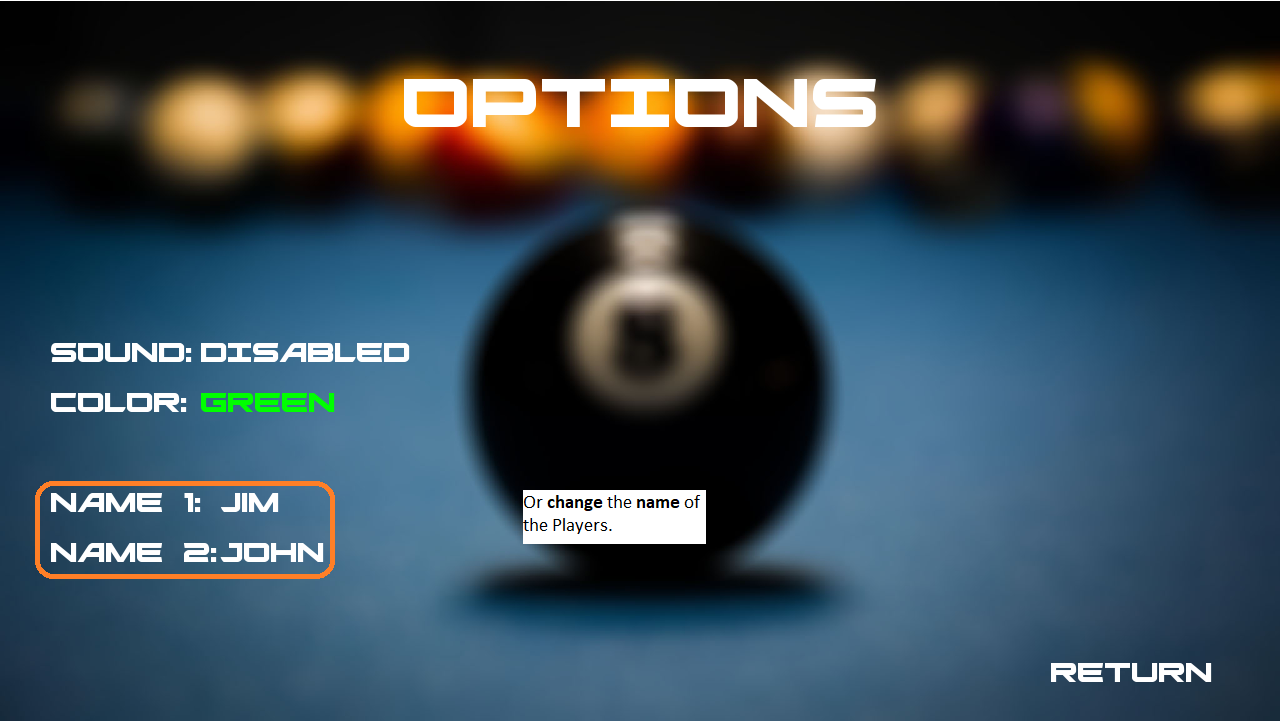 OPTIONS
8
SOUND: DISABLED
COLOR: GREEN
NAME 1: JIM
NAME 2: JOHN
Or change the name of
the Players.
RETURN